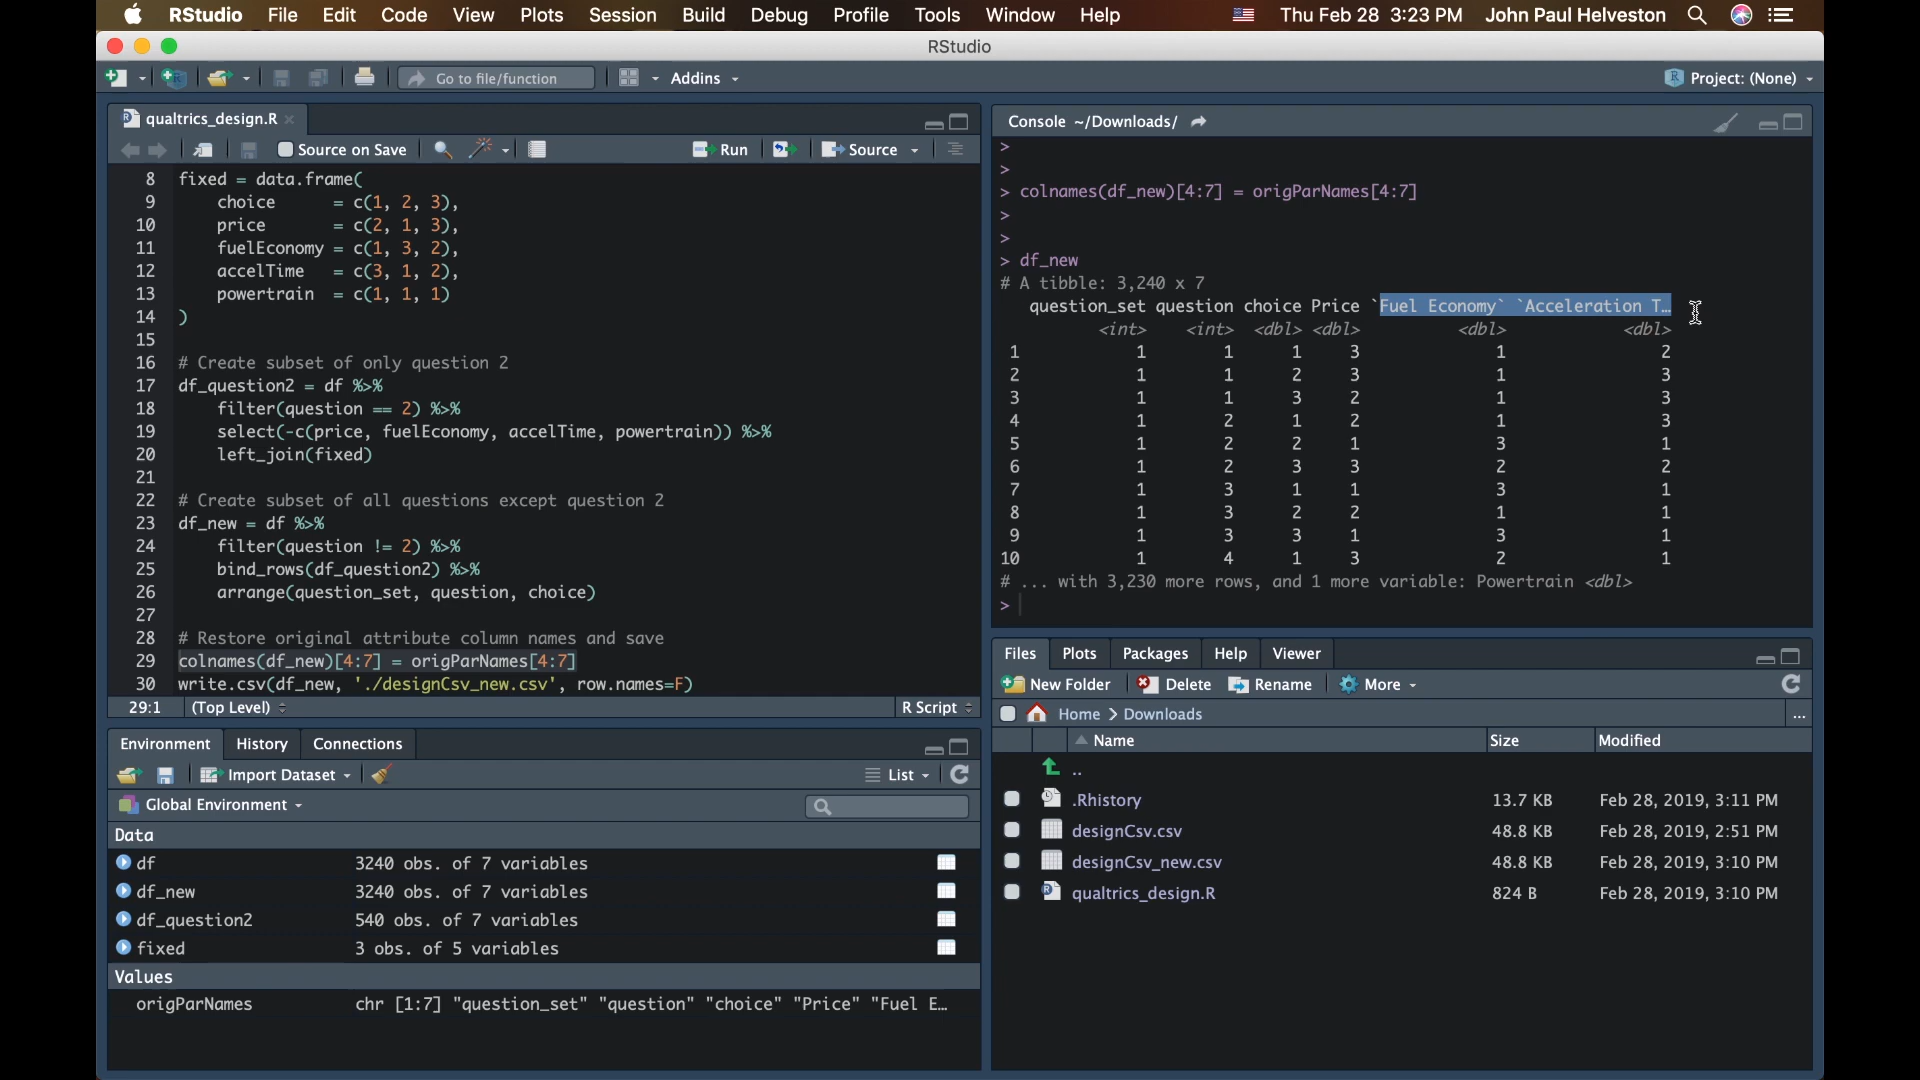 RStudio File Edit Code View Plots Session Build Debug Profile Tools Window Help Thu Feb 28 3:23 PM John Paul Helveston
RStudio
Go to file/function Addins Project: (None)
qualtrics_design.R
Source on Save Run Source
8 fixed = data.frame(
9 choice = c(1, 2, 3),
10 price = c(2, 1, 3),
11 fuelEconomy = c(1, 3, 2),
12 accelTime = c(3, 1, 2),
13 powertrain = c(1, 1, 1)
14 )
15
16 # Create subset of only question 2
17 df_question2 = df %>%
18 filter(question == 2) %>%
19 select(-c(price, fuelEconomy, accelTime, powertrain)) %>%
20 left_join(fixed)
21
22 # Create subset of all questions except question 2
23 df_new = df %>%
24 filter(question != 2) %>%
25 bind_rows(df_question2) %>%
26 arrange(question_set, question, choice)
27
28 # Restore original attribute column names and save
29 colnames(df_new)[4:7] = origParNames[4:7]
30 write.csv(df_new, './designCsv_new.csv', row.names=F)
29:1 (Top Level) R Script
Environment History Connections
Import Dataset List
Global Environment
Data
df 3240 obs. of 7 variables
df_new 3240 obs. of 7 variables
df_question2 540 obs. of 7 variables
fixed 3 obs. of 5 variables
Values
origParNames chr [1:7] "question_set" "question" "choice" "Price" "Fuel E…
Console ~/Downloads/
>
>
> colnames(df_new)[4:7] = origParNames[4:7]
>
>
> df_new
# A tibble: 3,240 x 7
question_set question choice Price `Fuel Economy` `Acceleration T…
<int> <int> <dbl> <dbl> <dbl> <dbl>
1 1 1 1 3 1 2
2 1 1 2 3 1 3
3 1 1 3 2 1 3
4 1 2 1 2 1 3
5 1 2 2 1 3 1
6 1 2 3 3 2 2
7 1 3 1 1 3 1
8 1 3 2 2 1 1
9 1 3 3 1 3 1
10 1 4 1 3 2 1
# ... with 3,230 more rows, and 1 more variable: Powertrain <dbl>
>
Files Plots Packages Help Viewer
New Folder Delete Rename More
Home > Downloads ...
Name Size Modified
..
.Rhistory 13.7 KB Feb 28, 2019, 3:11 PM
designCsv.csv 48.8 KB Feb 28, 2019, 2:51 PM
designCsv_new.csv 48.8 KB Feb 28, 2019, 3:10 PM
qualtrics_design.R 824 B Feb 28, 2019, 3:10 PM